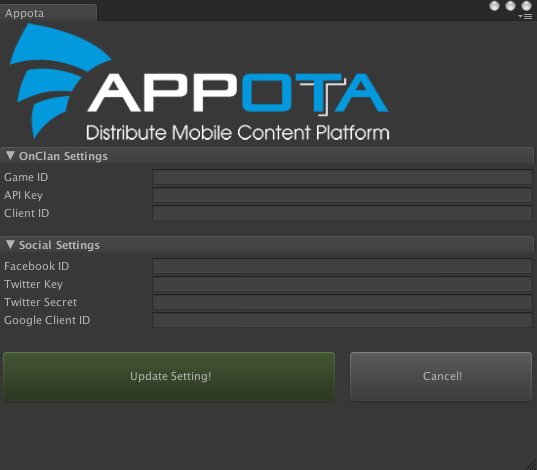 Appota
APPOTA
Distribute Mobile Content Platform
OnClan Settings
Game ID
API Key
Client ID
Social Settings
Facebook ID
Twitter Key
Twitter Secret
Google Client ID
Update Setting!
Cancel!